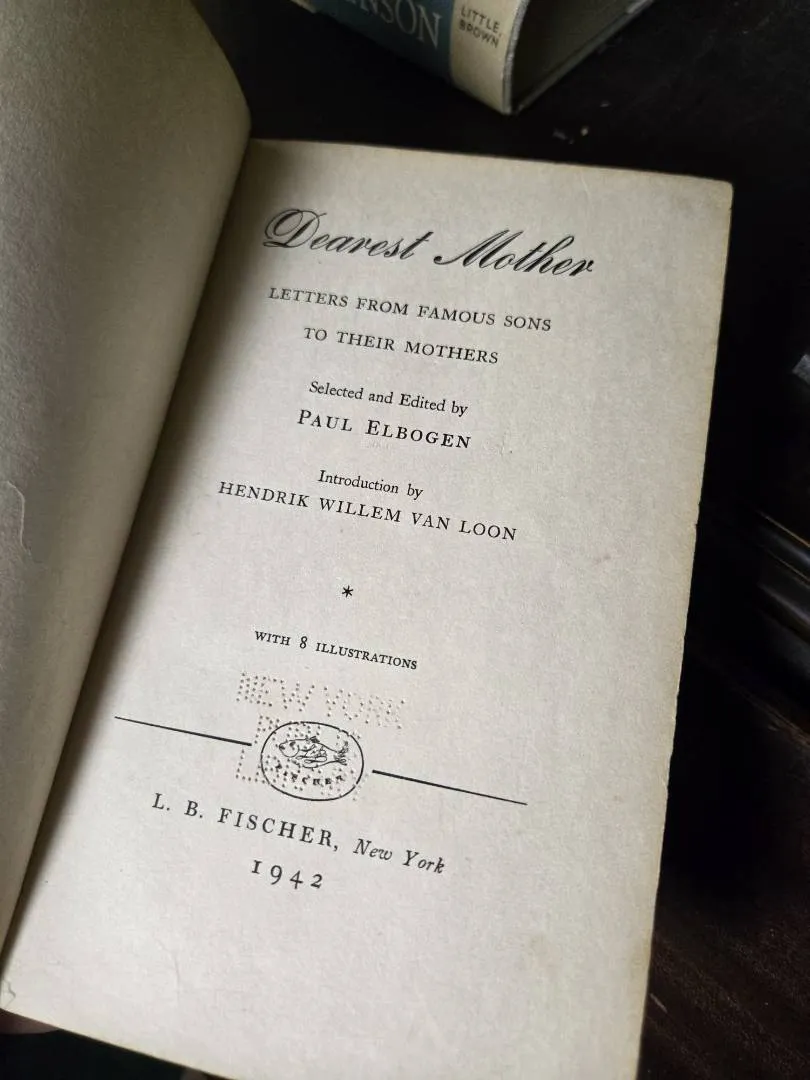 NSON
LITTLE,
BROWN
Dearest Mother
LETTERS FROM FAMOUS SONS
TO THEIR MOTHERS
Selected and Edited by
PAUL ELBOGEN
Introduction by
HENDRIK WILLEM VAN LOON
*
WITH 8 ILLUSTRATIONS
NEW YORK
FISCHER
L. B. FISCHER, New York
1942